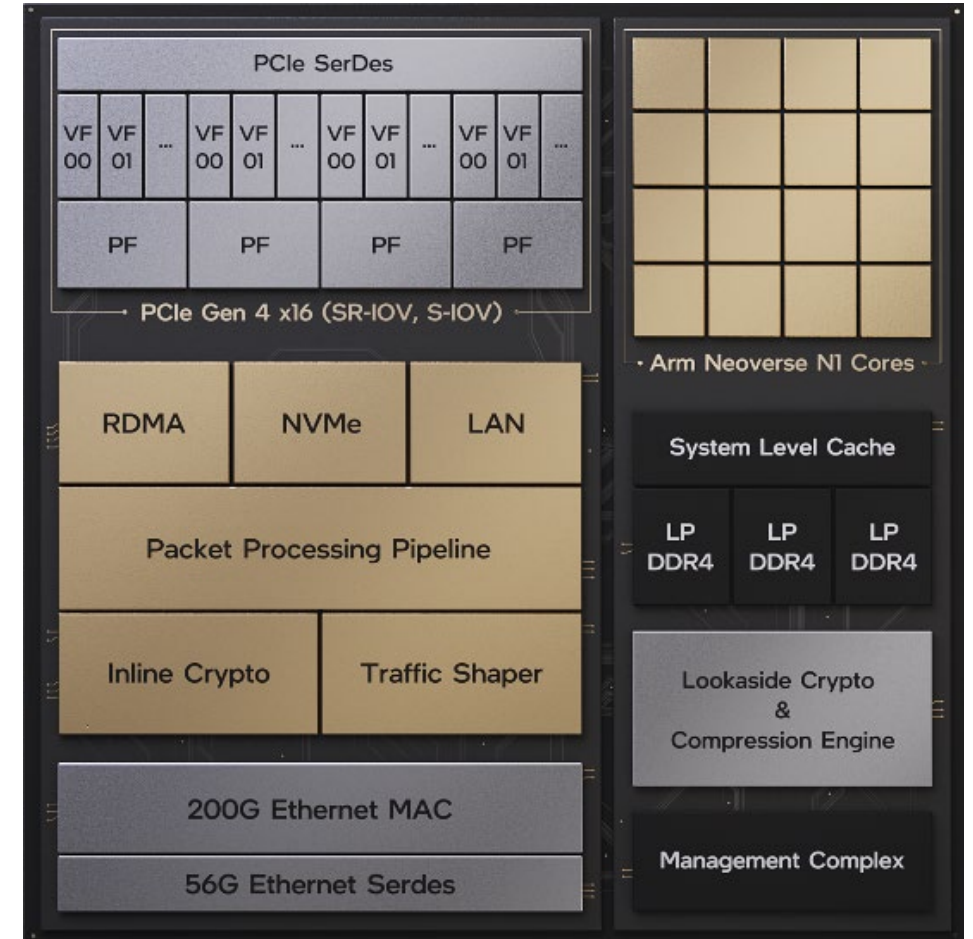 PCIe SerDes
VF VF ... VF VF ... VF VF ... VF VF ...
00 01 00 01 00 01 00 01
PF PF PF PF
PCIe Gen 4 x16 (SR-IOV, S-IOV)
RDMA NVMe LAN
Packet Processing Pipeline
Inline Crypto Traffic Shaper
200G Ethernet MAC
56G Ethernet Serdes
Arm Neoverse N1 Cores
System Level Cache
LP LP LP
DDR4 DDR4 DDR4
Lookaside Crypto
&
Compression Engine
Management Complex